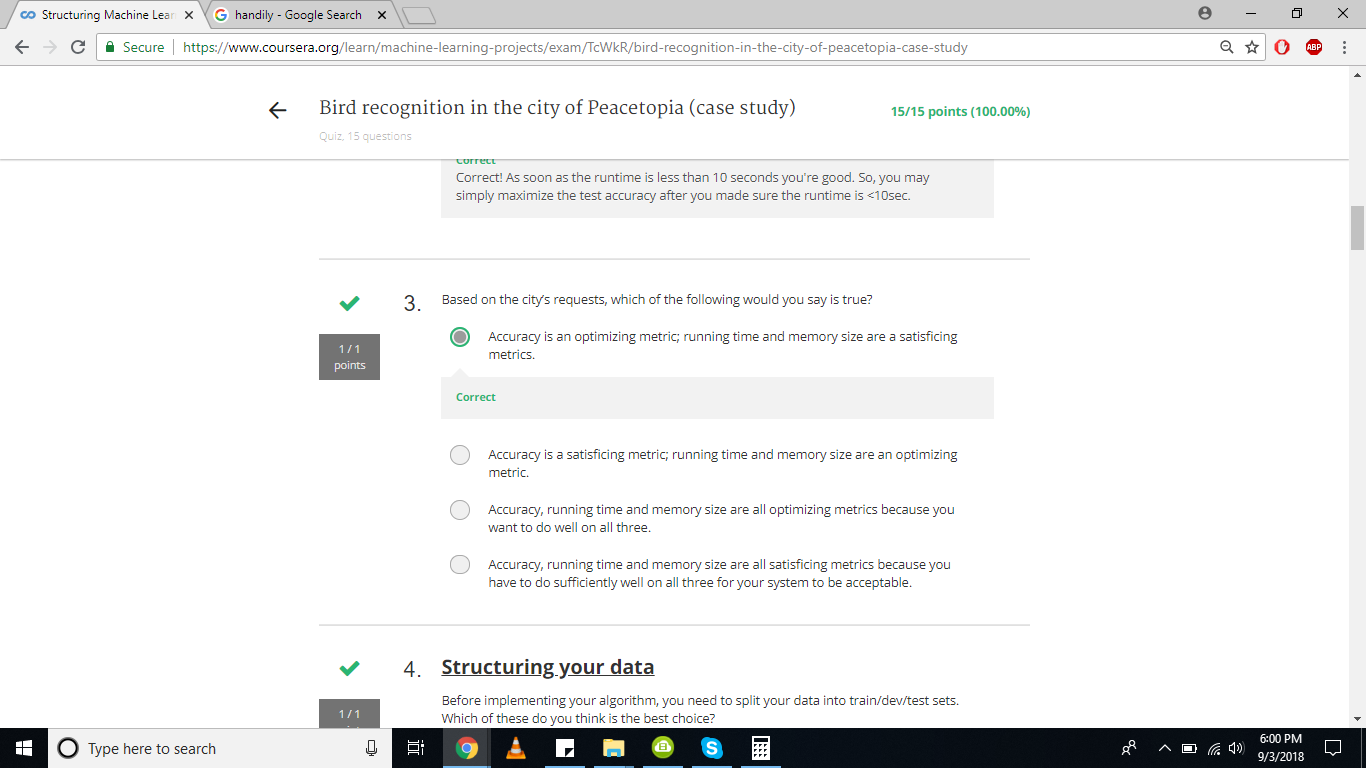 Structuring Machine Lear
handily - Google Search
Secure
https://www.coursera.org/learn/machine-learning-projects/exam/TcWkR/bird-recognition-in-the-city-of-peacetopia-case-study
ABP
Bird recognition in the city of Peacetopia (case study)
15/15 points (100.00%)
Quiz, 15 questions
Correct
Correct! As soon as the runtime is less than 10 seconds you're good. So, you may
simply maximize the test accuracy after you made sure the runtime is <10sec.
3.
Based on the city's requests, which of the following would you say is true?
1 / 1
points
Accuracy is an optimizing metric; running time and memory size are a satisficing
metrics.
Correct
Accuracy is a satisficing metric; running time and memory size are an optimizing
metric.
Accuracy, running time and memory size are all optimizing metrics because you
want to do well on all three.
Accuracy, running time and memory size are all satisficing metrics because you
have to do sufficiently well on all three for your system to be acceptable.
4.
Structuring your data
1 / 1
Before implementing your algorithm, you need to split your data into train/dev/test sets.
Which of these do you think is the best choice?
Type here to search
6:00 PM
9/3/2018